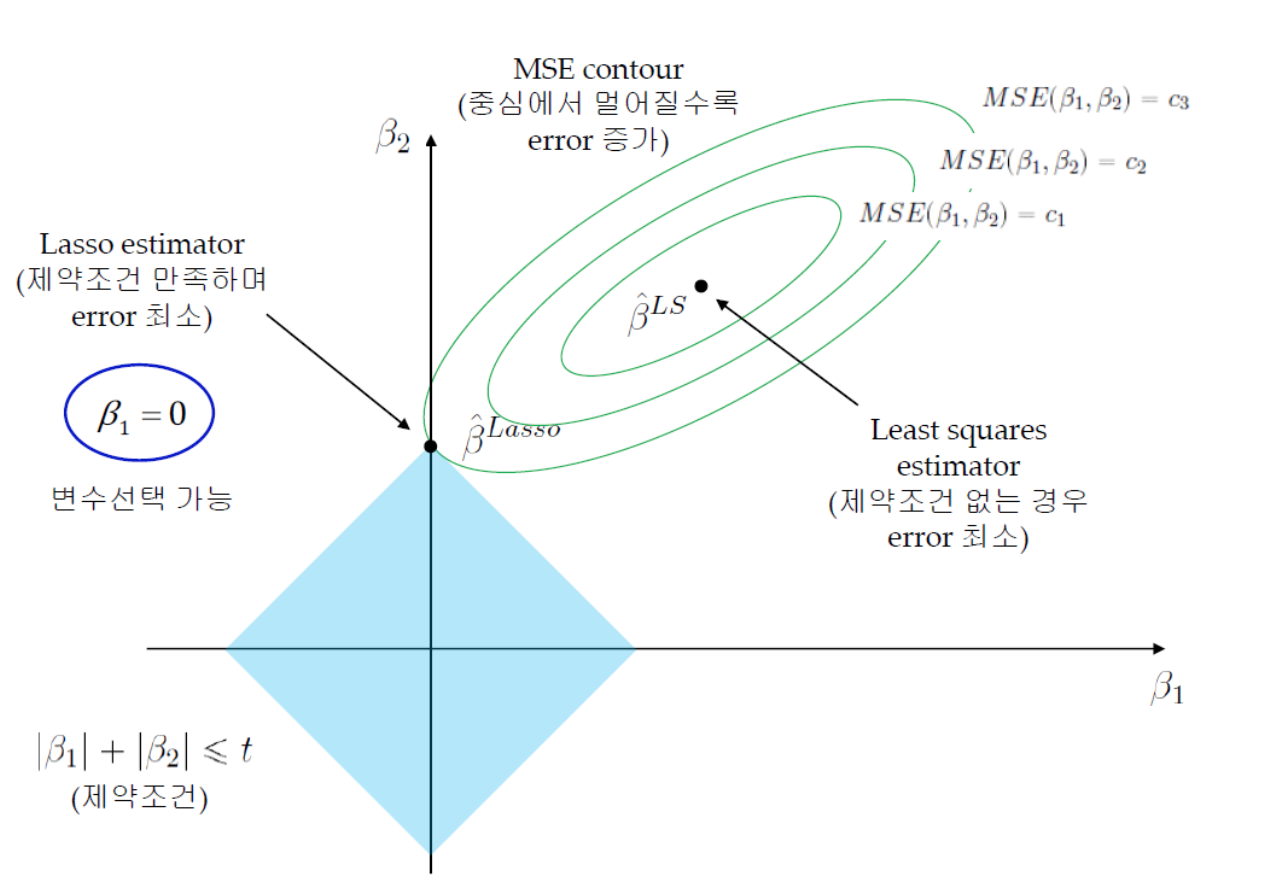 MSE contour
(중심에서 멀어질수록
error 증가)
MSE(β₁, β₂) = c₃
β₂
MSE(β₁, β₂) = c₂
MSE(β₁, β₂) = c₁
Lasso estimator
(제약조건 만족하며
error 최소)
β̂^LS
β₁ = 0
변수선택 가능
β̂^Lasso
Least squares
estimator
(제약조건 없는 경우
error 최소)
β₁
|β₁| + |β₂| ⩽ t
(제약조건)